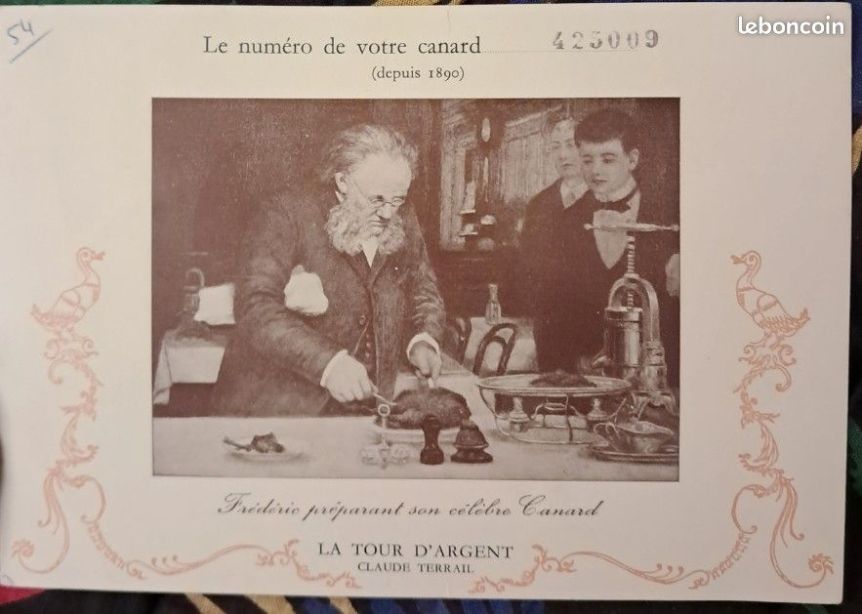 54
leboncoin
Le numéro de votre canard 425009
(depuis 1890)
Frédéric préparant son célèbre Canard
LA TOUR D'ARGENT
CLAUDE TERRAIL